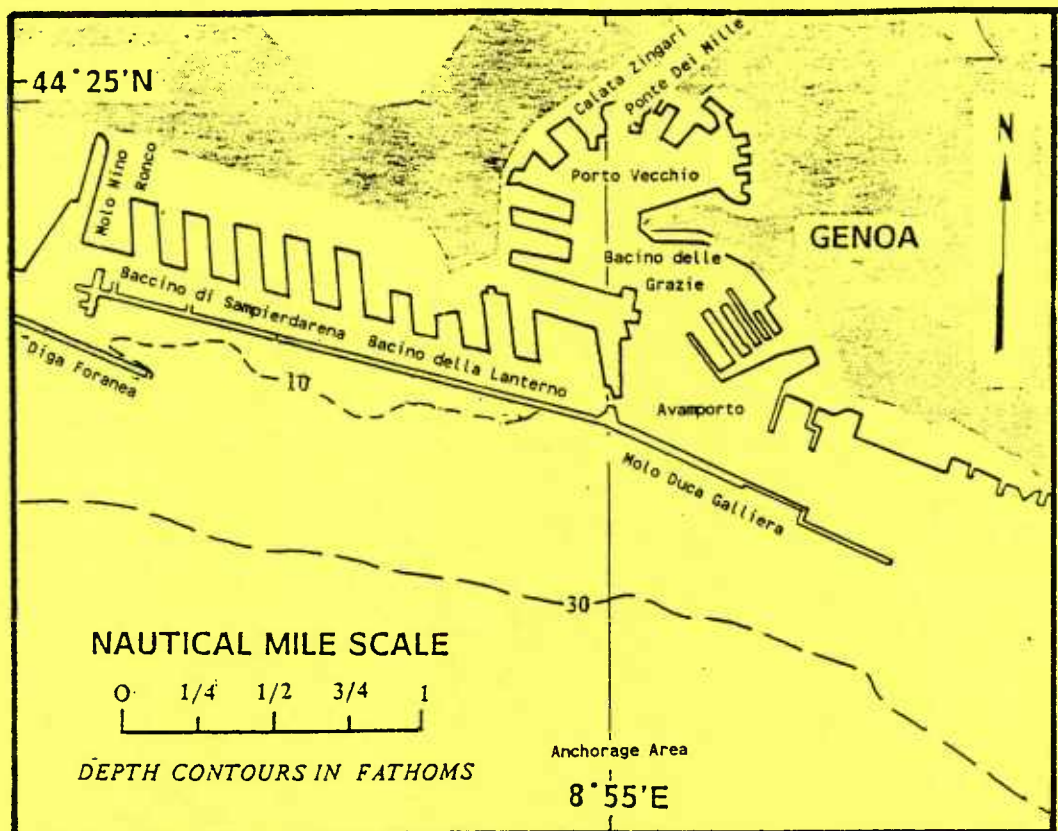 44°25'N
Calata Zingari
Ponte Dei Mille
N
Molo Nino
Ronco
Porto Vecchio
GENOA
Bacino delle
Grazie
Baccino di Sampierdarena
Bacino della Lanterno
Diga Foranea
10
Avamporto
Molo Duca Galliera
30
NAUTICAL MILE SCALE
0 1/4 1/2 3/4 1
DEPTH CONTOURS IN FATHOMS
Anchorage Area
8°55'E